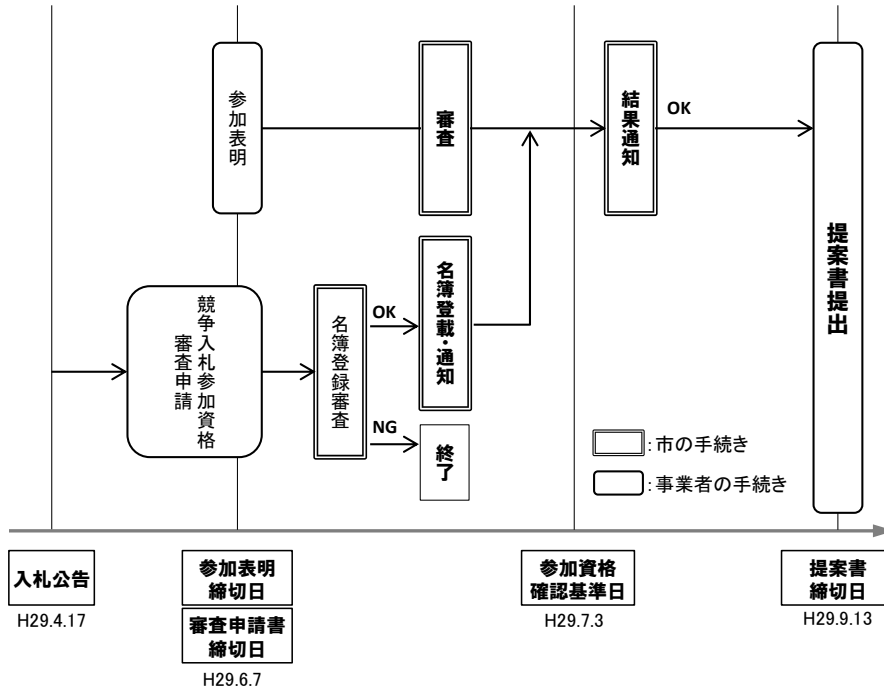 参加表明
審査
結果通知
OK
提案書提出
競争入札参加資格
審査申請
名簿登録審査
OK
名簿登載・通知
NG
終了
:市の手続き
:事業者の手続き
入札公告
H29.4.17
参加表明
締切日
審査申請書
締切日
H29.6.7
参加資格
確認基準日
H29.7.3
提案書
締切日
H29.9.13